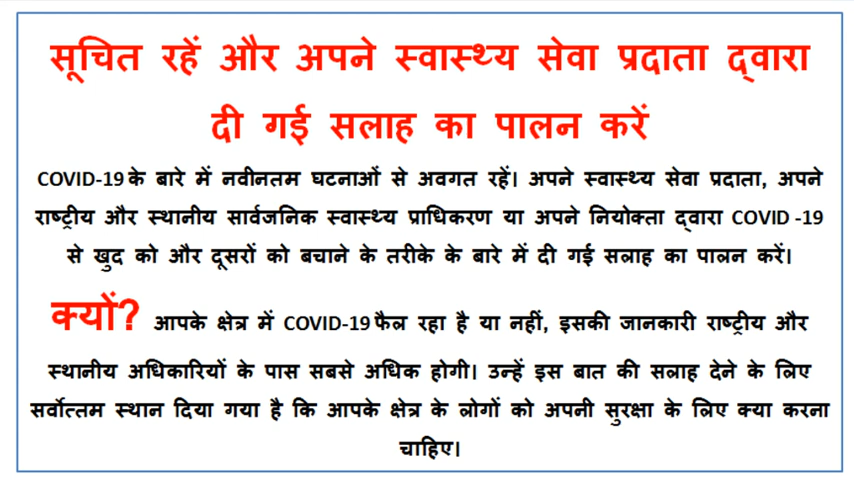 सूचित रहें और अपने स्वास्थ्य सेवा प्रदाता द्वारा
दी गई सलाह का पालन करें
COVID-19 के बारे में नवीनतम घटनाओं से अवगत रहें। अपने स्वास्थ्य सेवा प्रदाता, अपने
राष्ट्रीय और स्थानीय सार्वजनिक स्वास्थ्य प्राधिकरण या अपने नियोक्ता द्वारा COVID -19
से खुद को और दूसरों को बचाने के तरीके के बारे में दी गई सलाह का पालन करें।
क्यों? आपके क्षेत्र में COVID-19 फैल रहा है या नहीं, इसकी जानकारी राष्ट्रीय और
स्थानीय अधिकारियों के पास सबसे अधिक होगी। उन्हें इस बात की सलाह देने के लिए
सर्वोत्तम स्थान दिया गया है कि आपके क्षेत्र के लोगों को अपनी सुरक्षा के लिए क्या करना
चाहिए।